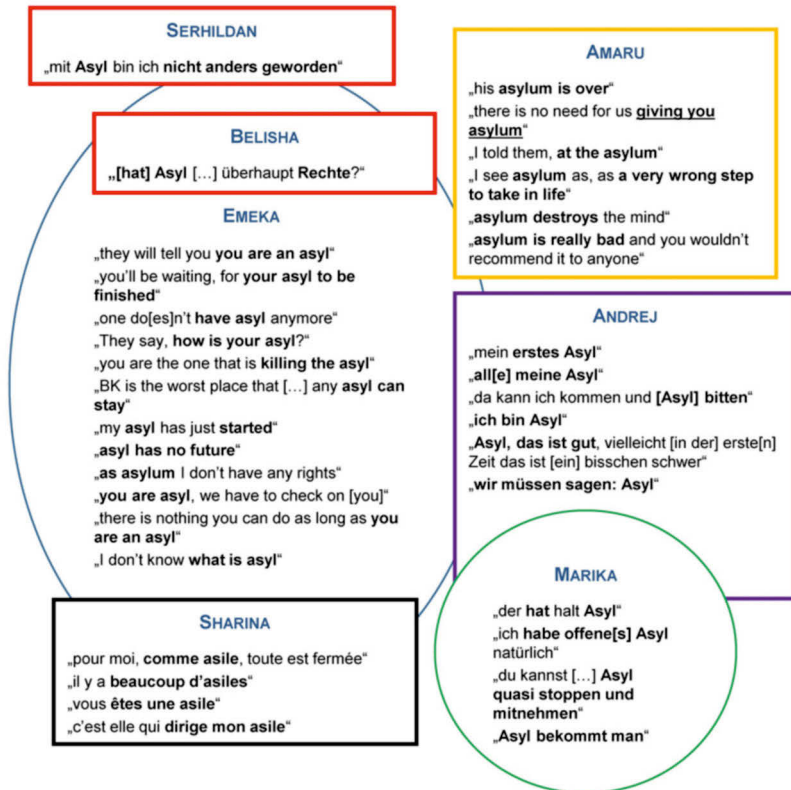 SERHILDAN
„mit Asyl bin ich nicht anders geworden“
BELISHA
„[hat] Asyl […] überhaupt Rechte?“
EMEKA
„they will tell you you are an asyl“
„you’ll be waiting, for your asyl to be
finished“
„one do[es]n’t have asyl anymore“
„They say, how is your asyl?“
„you are the one that is killing the asyl“
„BK is the worst place that […] any asyl can
stay“
„my asyl has just started“
„asyl has no future“
„as asylum I don’t have any rights“
„you are asyl, we have to check on [you]“
„there is nothing you can do as long as you
are an asyl“
„I don’t know what is asyl“
SHARINA
„pour moi, comme asile, toute est fermée“
„il y a beaucoup d’asiles“
„vous êtes une asile“
„c’est elle qui dirige mon asile“
AMARU
„his asylum is over“
„there is no need for us giving you
asylum“
„I told them, at the asylum“
„I see asylum as, as a very wrong step
to take in life“
„asylum destroys the mind“
„asylum is really bad and you wouldn’t
recommend it to anyone“
ANDREJ
„mein erstes Asyl“
„all[e] meine Asyl“
„da kann ich kommen und [Asyl] bitten“
„ich bin Asyl“
„Asyl, das ist gut, vielleicht [in der] erste[n]
Zeit das ist [ein] bisschen schwer“
„wir müssen sagen: Asyl“
MARIKA
„der hat halt Asyl“
„ich habe offene[s] Asyl
natürlich“
„du kannst […] Asyl
quasi stoppen und
mitnehmen“
„Asyl bekommt man“